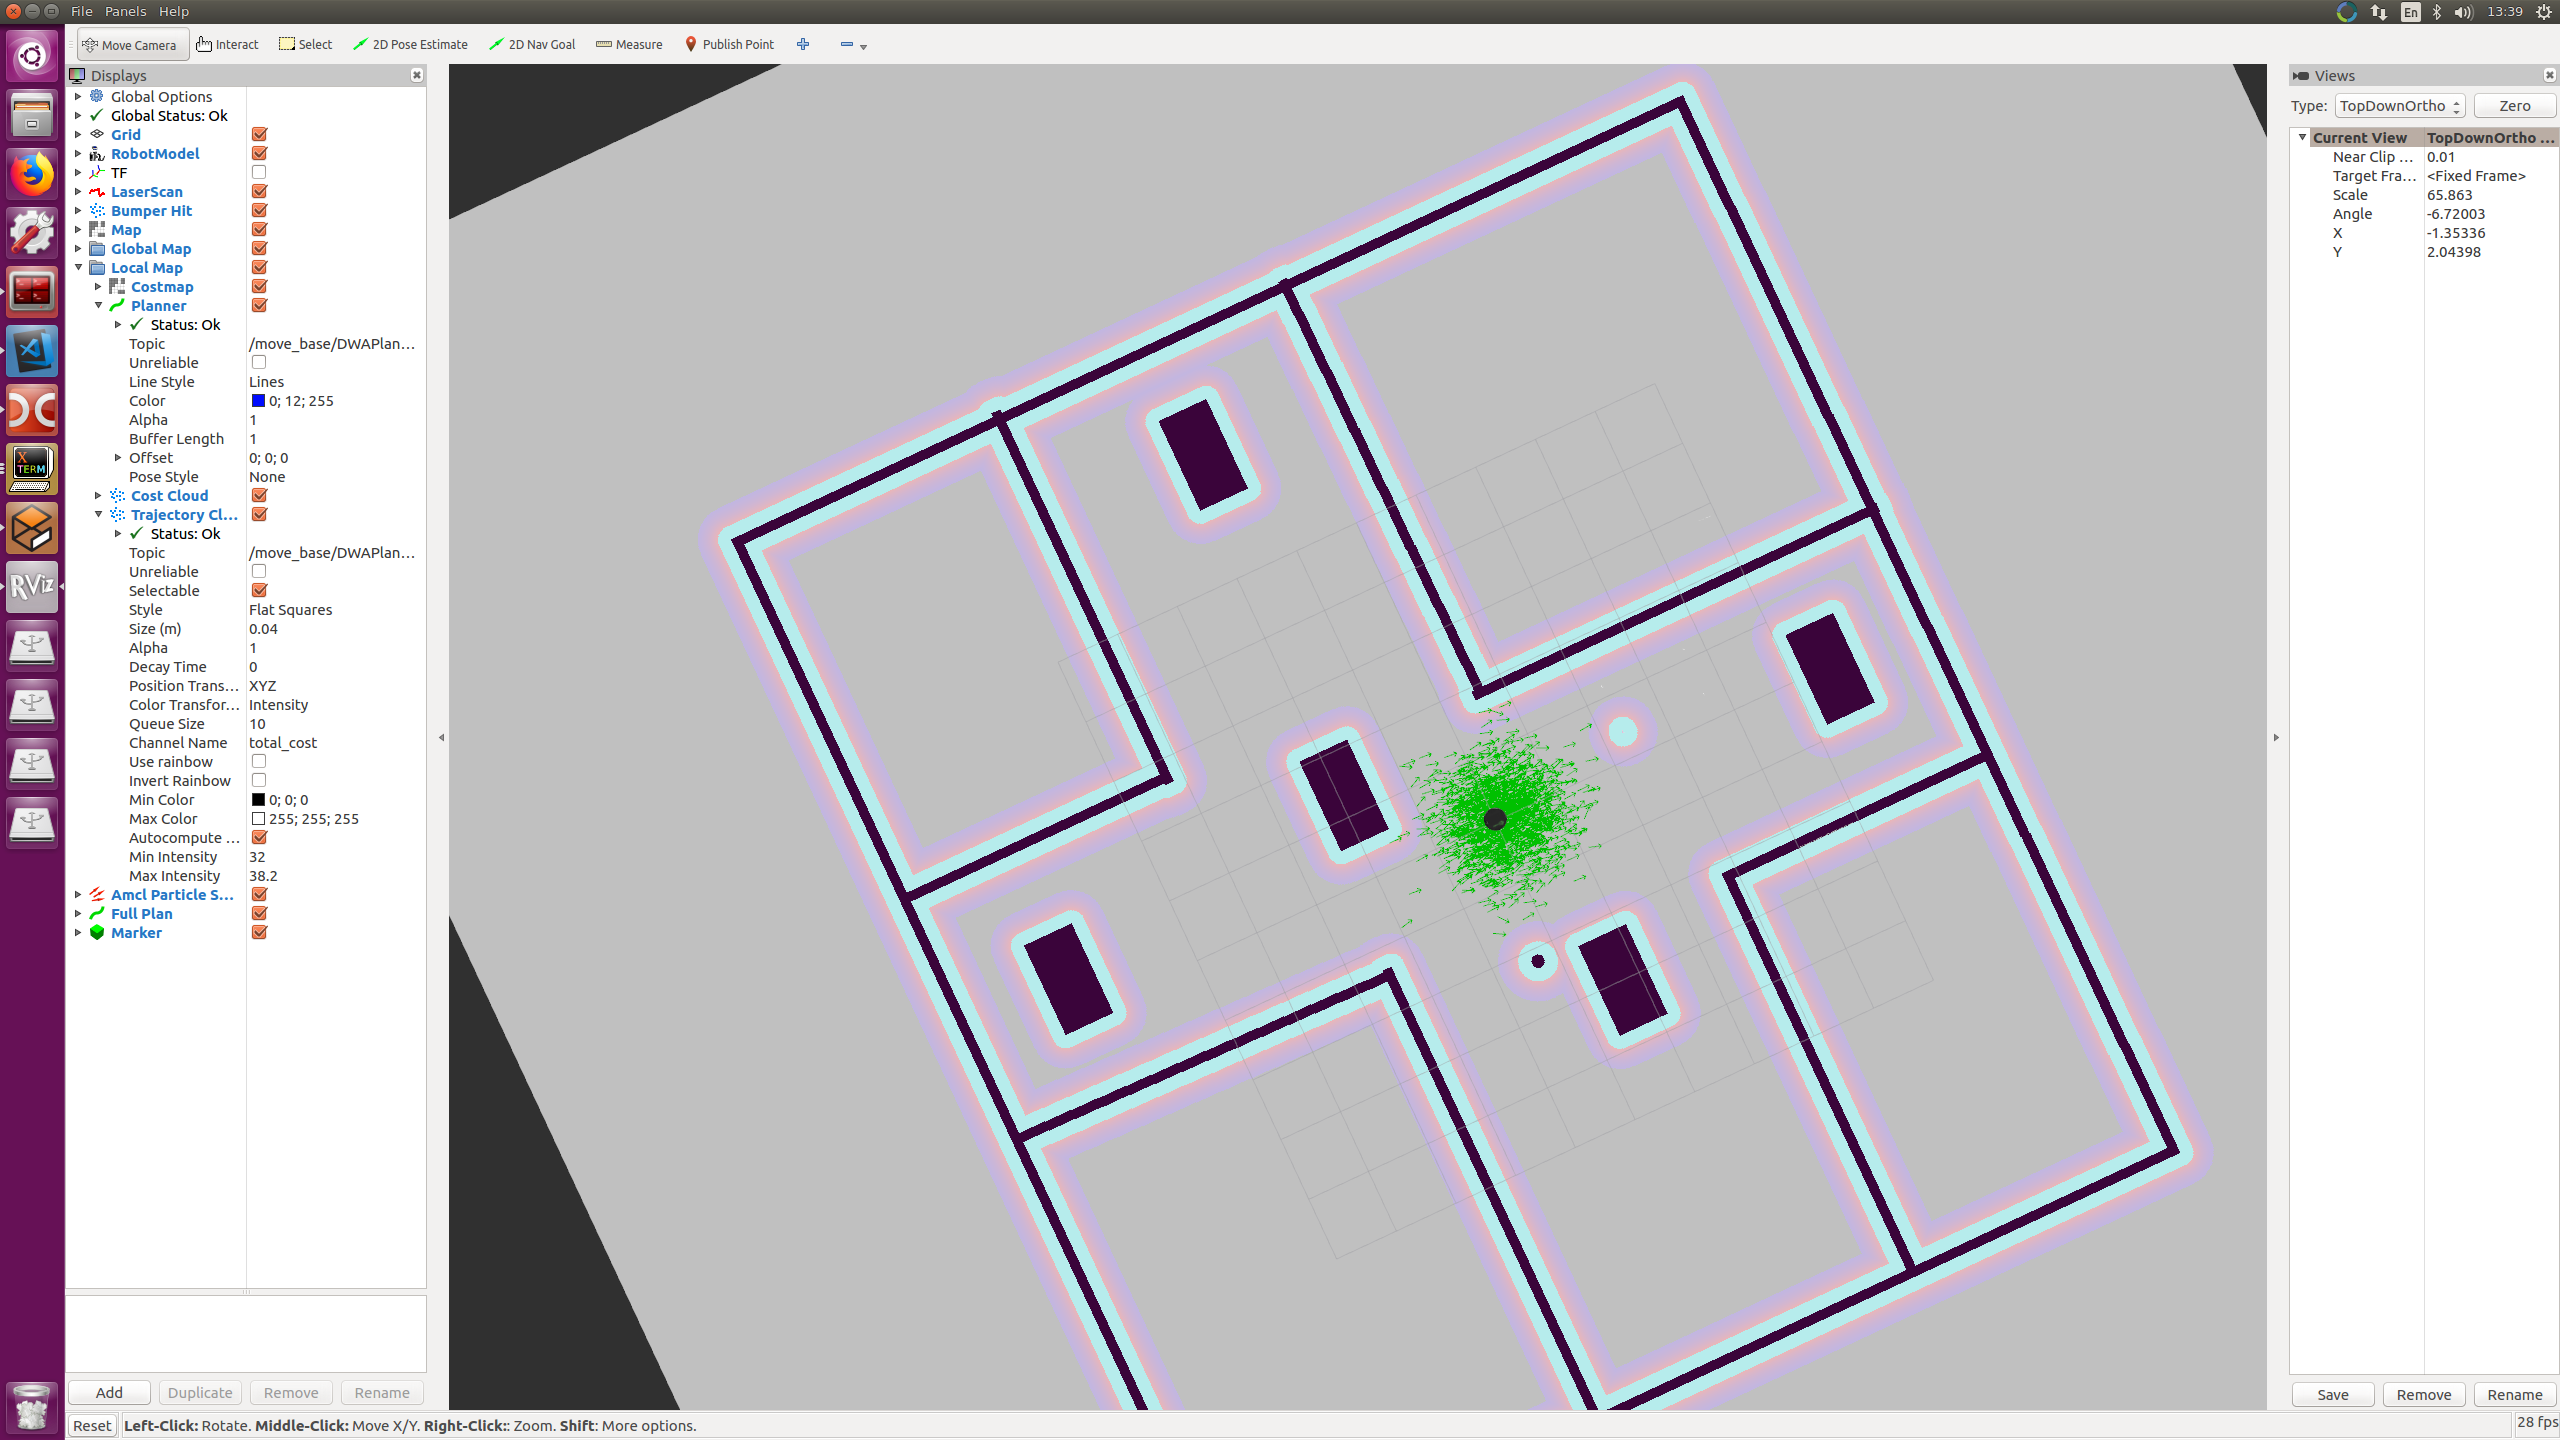 File Panels Help
En 13:39
Move Camera Interact Select 2D Pose Estimate 2D Nav Goal Measure Publish Point
Displays
Global Options
Global Status: Ok
Grid
RobotModel
TF
LaserScan
Bumper Hit
Map
Global Map
Local Map
Costmap
Planner
Status: Ok
Topic /move_base/DWAPlan...
Unreliable
Line Style Lines
Color 0; 12; 255
Alpha 1
Buffer Length 1
Offset 0; 0; 0
Pose Style None
Cost Cloud
Trajectory Cl...
Status: Ok
Topic /move_base/DWAPlan...
Unreliable
Selectable
Style Flat Squares
Size (m) 0.04
Alpha 1
Decay Time 0
Position Trans... XYZ
Color Transfor... Intensity
Queue Size 10
Channel Name total_cost
Use rainbow
Invert Rainbow
Min Color 0; 0; 0
Max Color 255; 255; 255
Autocompute ...
Min Intensity 32
Max Intensity 38.2
Amcl Particle S...
Full Plan
Marker
Add Duplicate Remove Rename
Reset Left-Click: Rotate. Middle-Click: Move X/Y. Right-Click:: Zoom. Shift: More options.
Views
Type: TopDownOrtho Zero
Current View TopDownOrtho ...
Near Clip ... 0.01
Target Fra... <Fixed Frame>
Scale 65.863
Angle -6.72003
X -1.35336
Y 2.04398
Save Remove Rename
28 fps
X
TERM
RViz